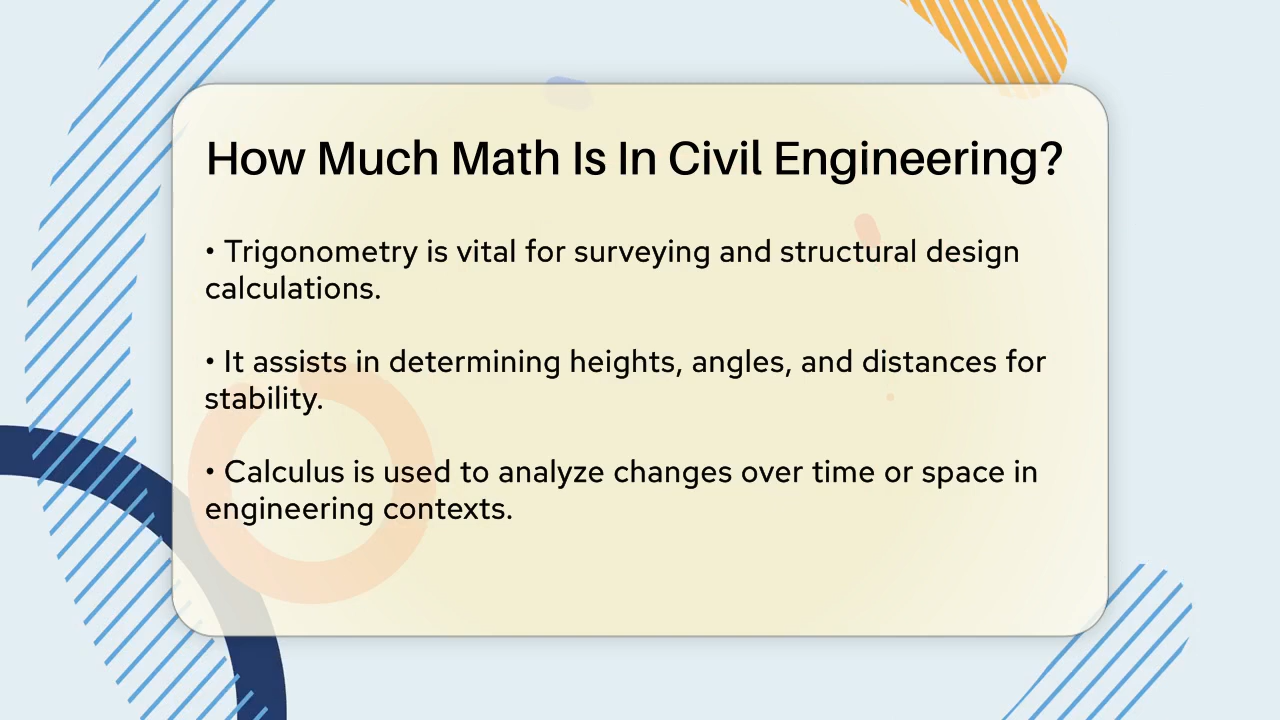 How Much Math Is In Civil Engineering?
• Trigonometry is vital for surveying and structural design
calculations.
• It assists in determining heights, angles, and distances for
stability.
• Calculus is used to analyze changes over time or space in
engineering contexts.